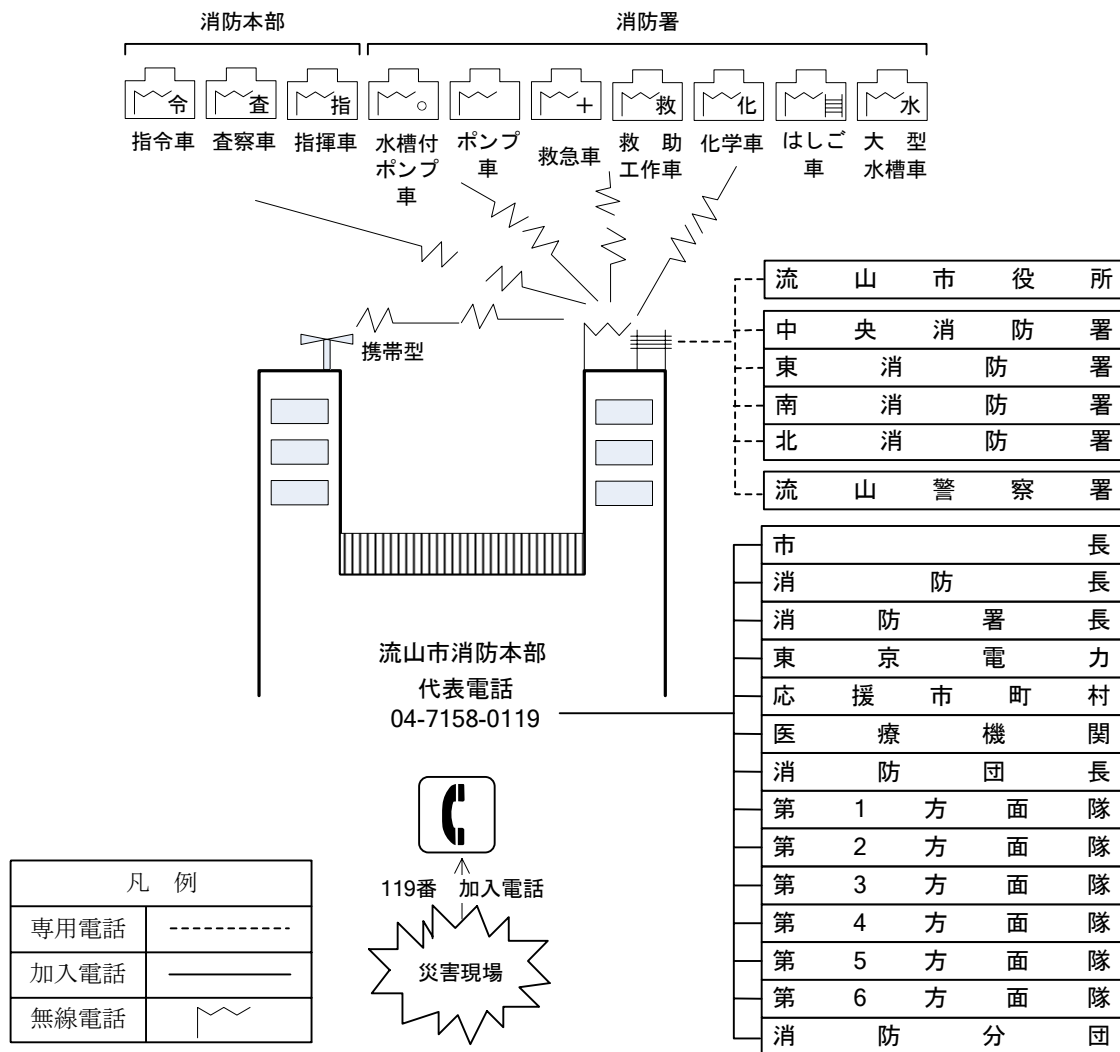 消防本部
消防署
令
査
指
救
化
水
指令車
査察車
指揮車
水槽付
ポンプ
車
ポンプ
車
救急車
救助
工作車
化学車
はしご
車
大型
水槽車
携帯型
流山市役所
中央消防署
東消防署
南消防署
北消防署
流山警察署
市長
消防長
消防署長
東京電力
応援市町村
医療機関
消防団長
第1方面隊
第2方面隊
第3方面隊
第4方面隊
第5方面隊
第6方面隊
消防分団
流山市消防本部
代表電話
04-7158-0119
119番 加入電話
災害現場
凡例
専用電話
加入電話
無線電話